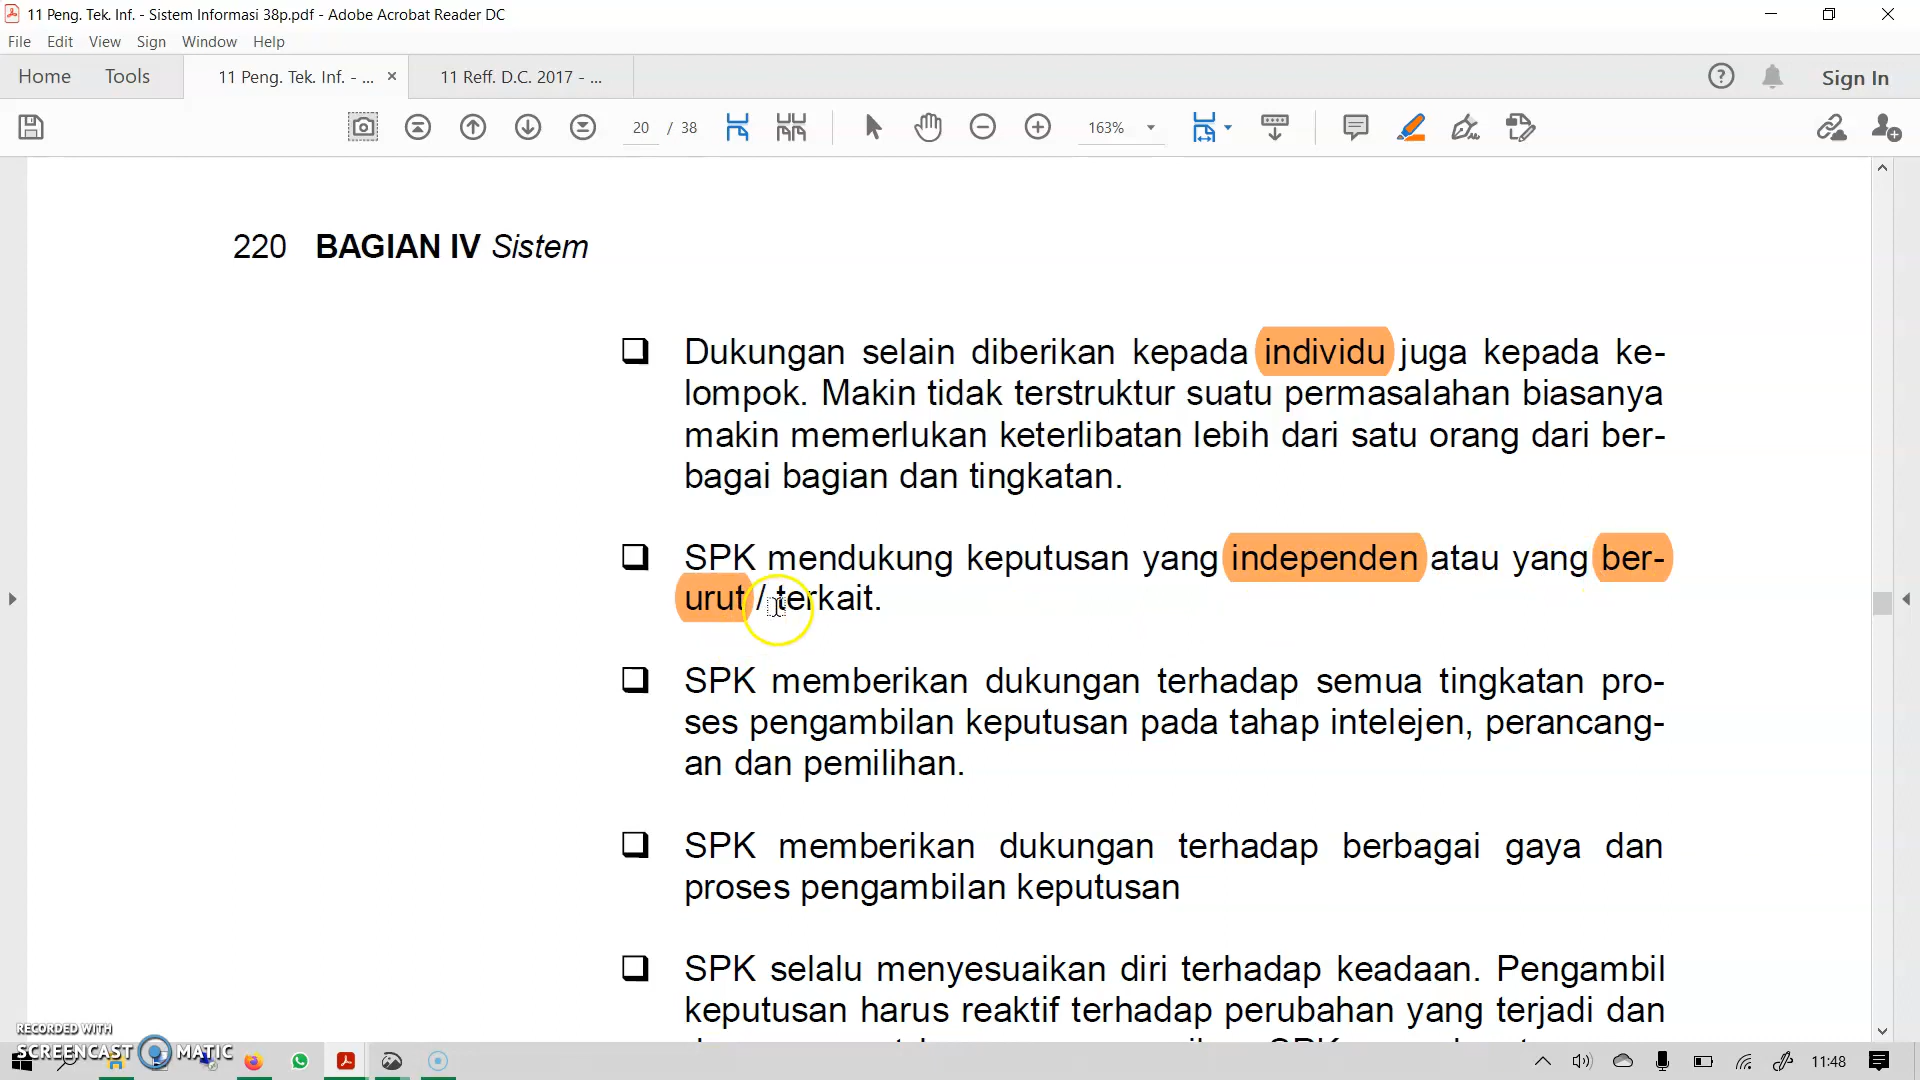 11 Peng. Tek. Inf. - Sistem Informasi 38p.pdf - Adobe Acrobat Reader DC
File Edit View Sign Window Help
Home Tools 11 Peng. Tek. Inf. - ... × 11 Reff. D.C. 2017 - ... Sign In
20 / 38 163%
220 BAGIAN IV Sistem
Dukungan selain diberikan kepada individu juga kepada ke-
lompok. Makin tidak terstruktur suatu permasalahan biasanya
makin memerlukan keterlibatan lebih dari satu orang dari ber-
bagai bagian dan tingkatan.
SPK mendukung keputusan yang independen atau yang ber-
urut / terkait.
SPK memberikan dukungan terhadap semua tingkatan pro-
ses pengambilan keputusan pada tahap intelejen, perancang-
an dan pemilihan.
SPK memberikan dukungan terhadap berbagai gaya dan
proses pengambilan keputusan
SPK selalu menyesuaikan diri terhadap keadaan. Pengambil
keputusan harus reaktif terhadap perubahan yang terjadi dan
RECORDED WITH
SCREENCAST MATIC
11:48